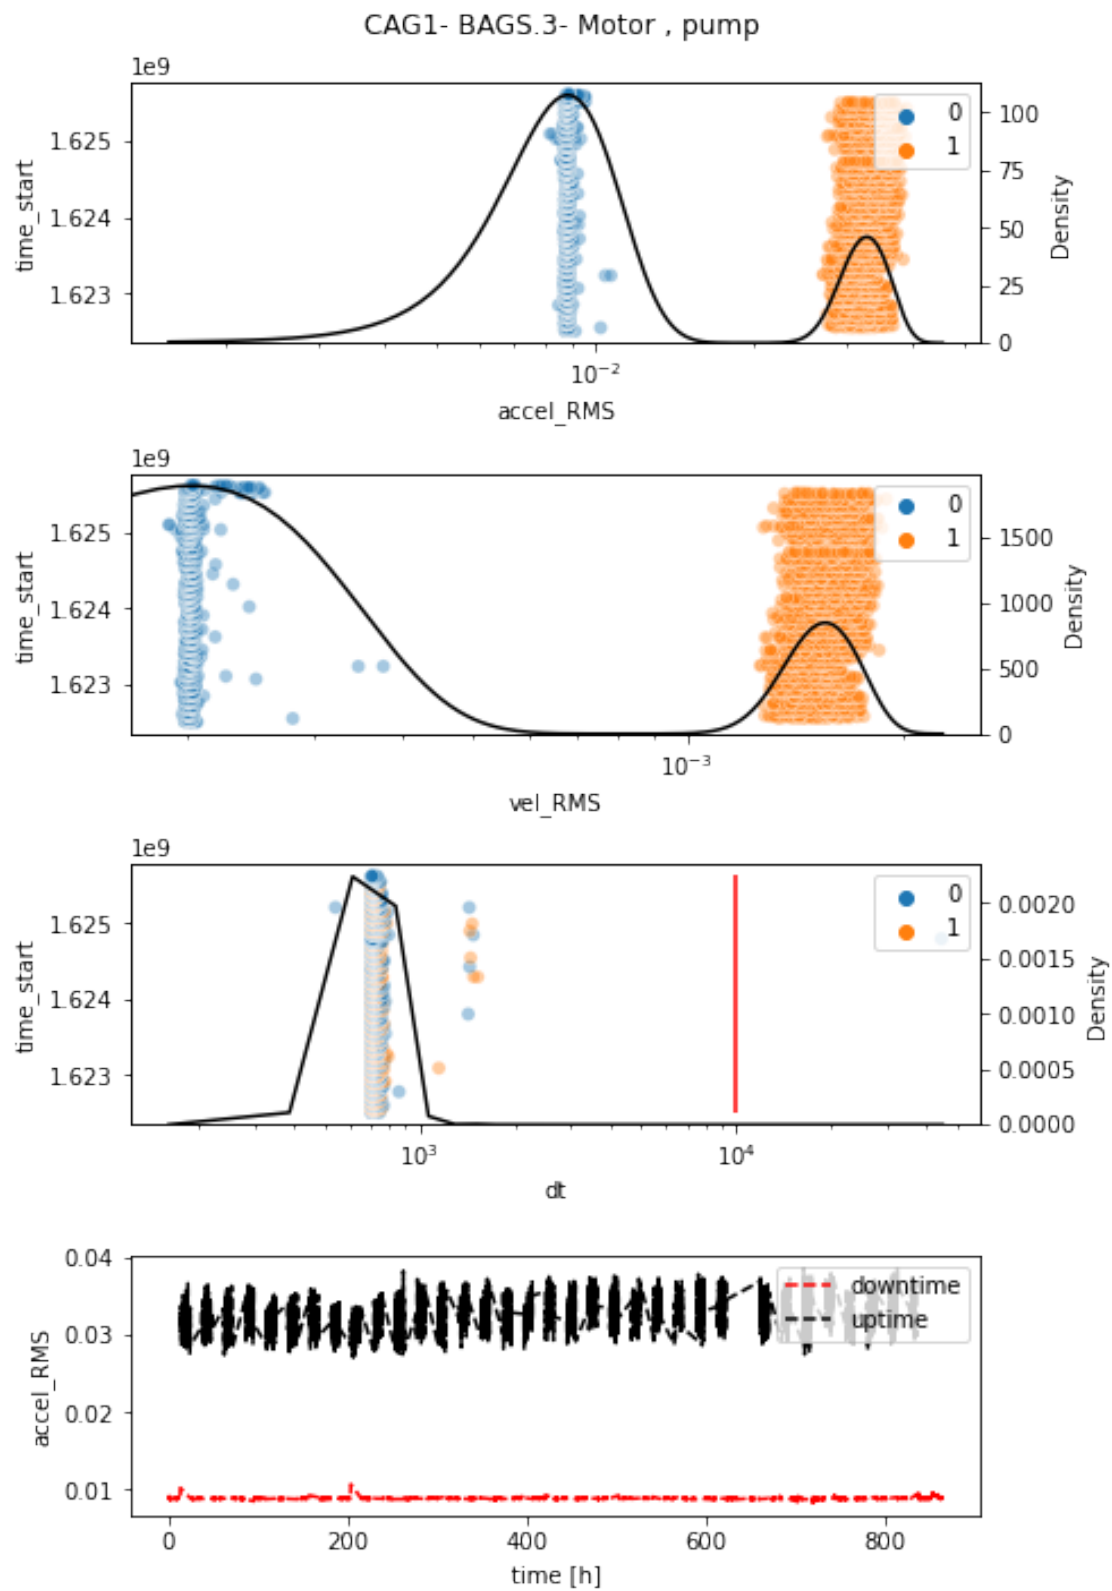 CAG1- BAGS.3- Motor , pump
1e9
time_start
1.625
1.624
1.623
0
1
100
75
50
25
0
Density
10^-2
accel_RMS
1e9
time_start
1.625
1.624
1.623
0
1
1500
1000
500
0
Density
10^-3
vel_RMS
1e9
time_start
1.625
1.624
1.623
0
1
0.0020
0.0015
0.0010
0.0005
0.0000
Density
10^3 10^4
dt
accel_RMS
0.04
0.03
0.02
0.01
downtime
uptime
0 200 400 600 800
time [h]